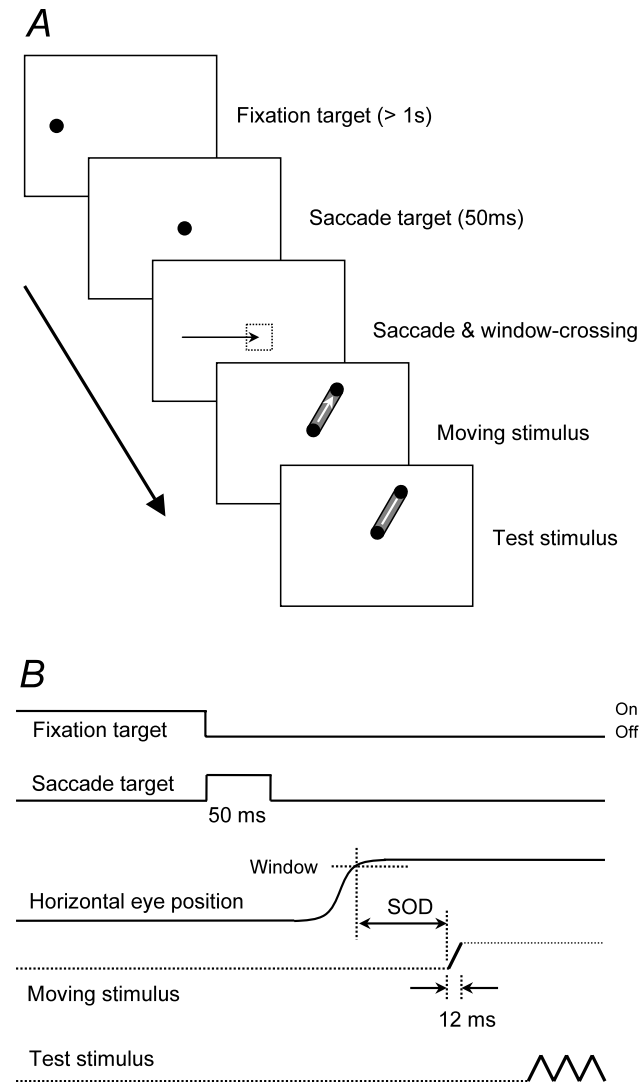 A
Fixation target (> 1s)
Saccade target (50ms)
Saccade & window-crossing
Moving stimulus
Test stimulus
B
On
Fixation target
Off
Saccade target
50 ms
Window
Horizontal eye position
SOD
Moving stimulus
12 ms
Test stimulus